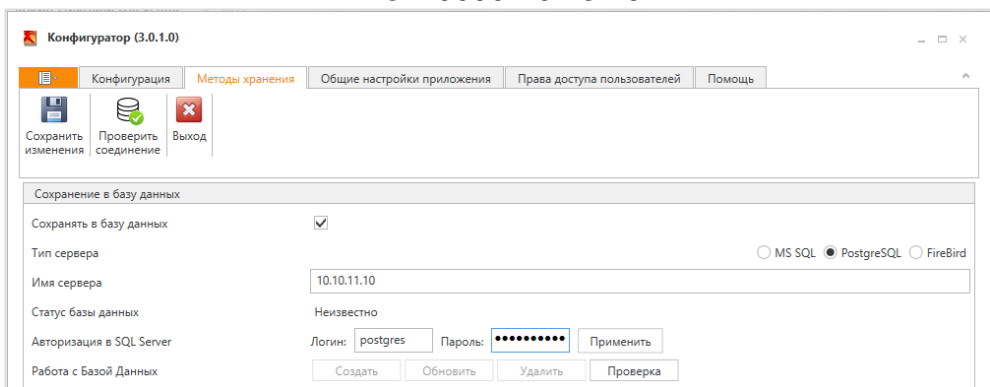 Конфигуратор (3.0.1.0)
Конфигурация Методы хранения Общие настройки приложения Права доступа пользователей Помощь
Сохранить изменения Проверить соединение Выход
Сохранение в базу данных
Сохранять в базу данных
Тип сервера MS SQL PostgreSQL FireBird
Имя сервера 10.10.11.10
Статус базы данных Неизвестно
Авторизация в SQL Server Логин: postgres Пароль: ●●●●●●●●●● Применить
Работа с Базой Данных Создать Обновить Удалить Проверка